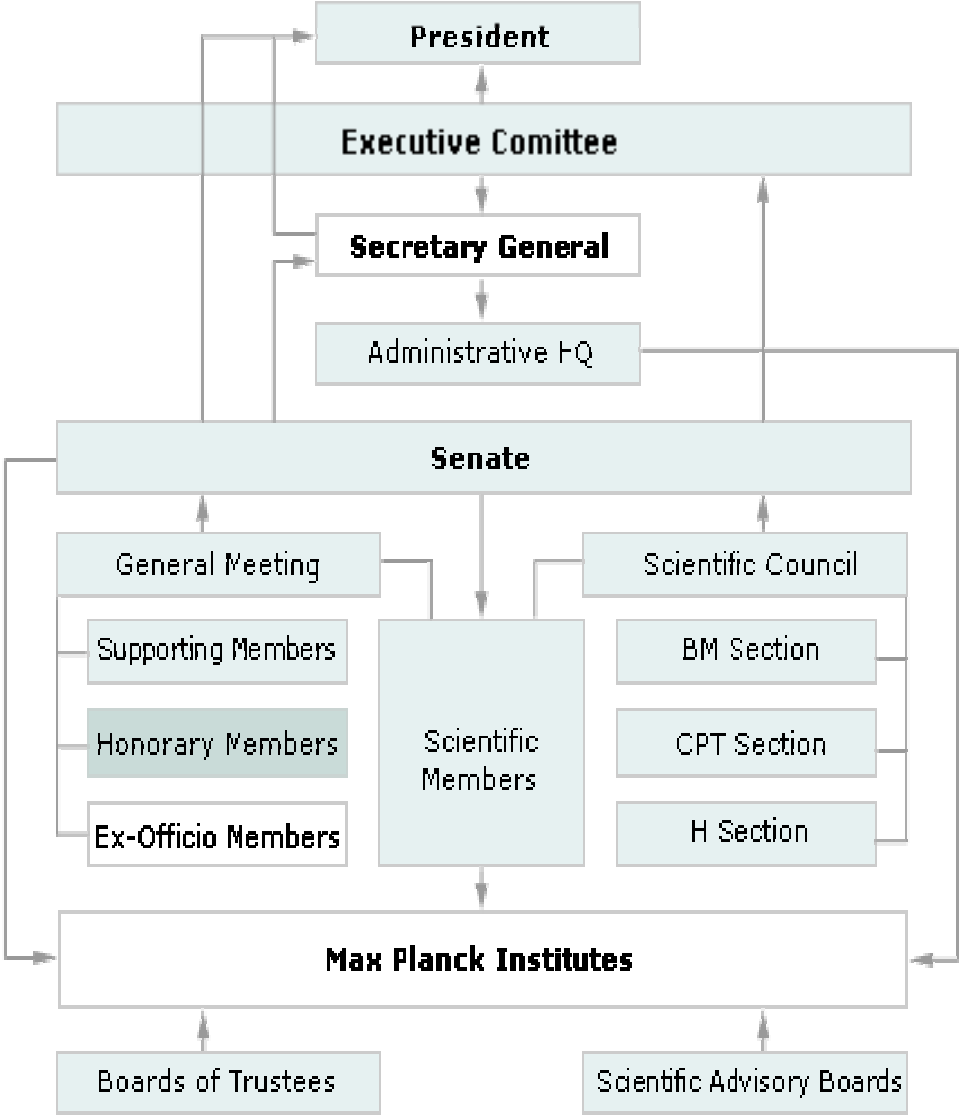 President
Executive Comittee
Secretary General
Administrative HQ
Senate
General Meeting
Scientific Council
Supporting Members
BM Section
Honorary Members
Scientific
Members
CPT Section
Ex-Officio Members
H Section
Max Planck Institutes
Boards of Trustees
Scientific Advisory Boards